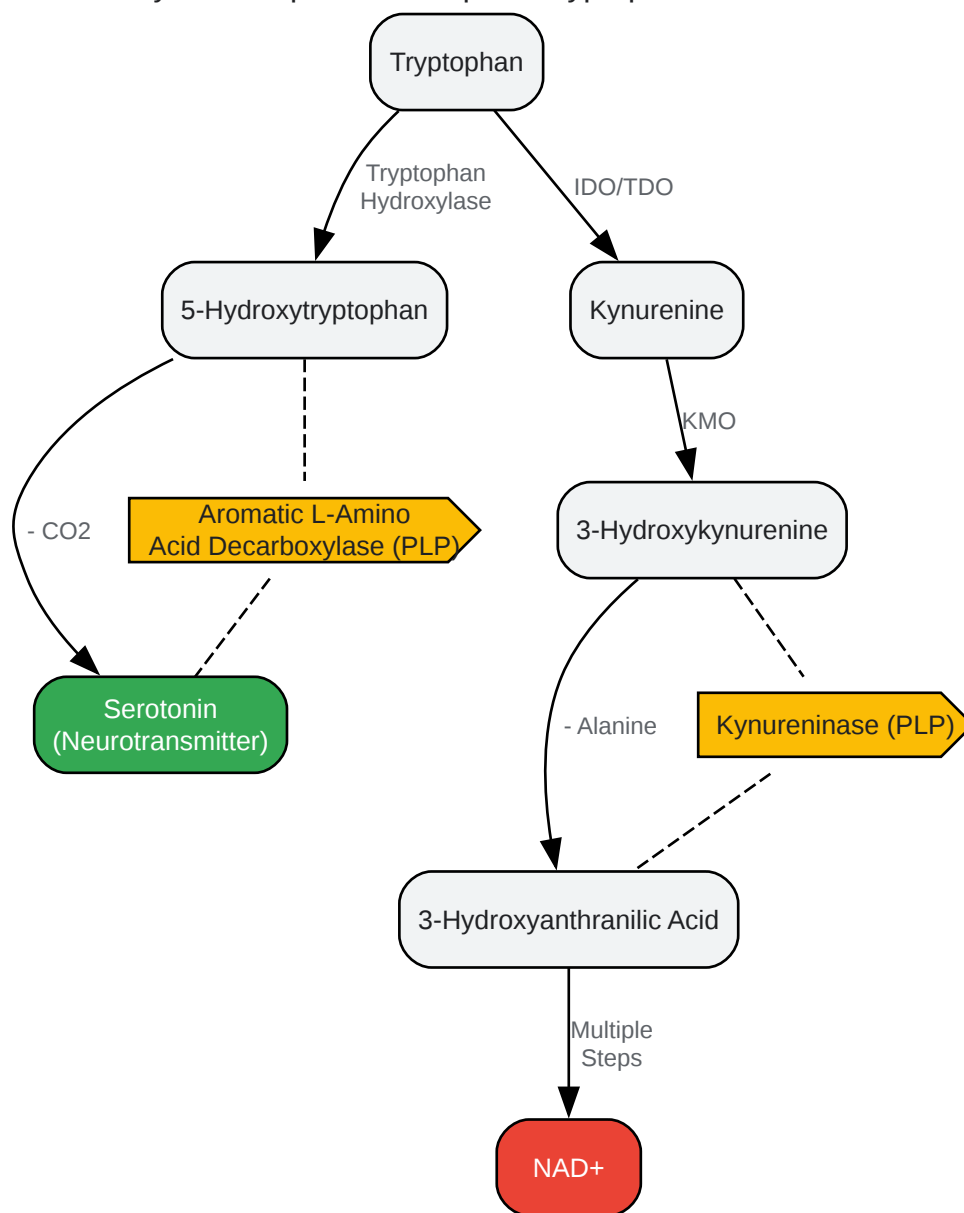 Tryptophan
Tryptophan
Hydroxylase
IDO/TDO
5-Hydroxytryptophan
Kynurenine
KMO
- CO2
Aromatic L-Amino
Acid Decarboxylase (PLP)
3-Hydroxykynurenine
Serotonin
(Neurotransmitter)
- Alanine
Kynureninase (PLP)
3-Hydroxyanthranilic Acid
Multiple
Steps
NAD+